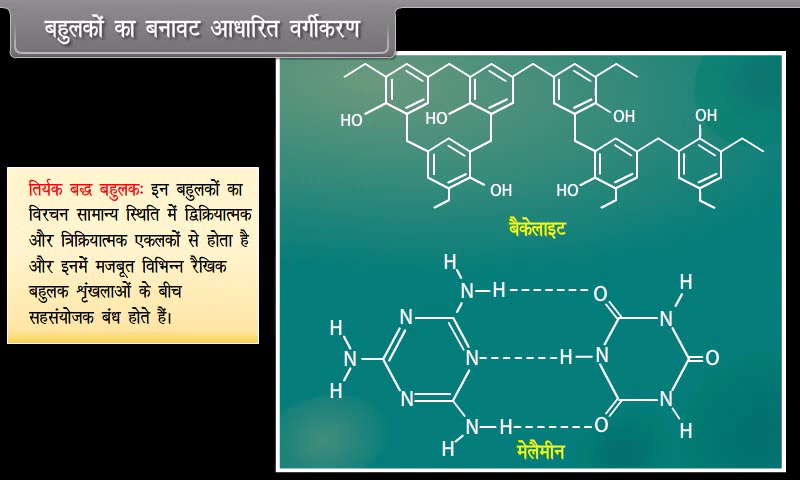 बहुलकों का बनावट आधारित वर्गीकरण
तिर्यक बद्ध बहुलकः इन बहुलकों का
विरचन सामान्य स्थिति में द्विक्रियात्मक
और त्रिक्रियात्मक एकलकों से होता है
और इनमें मजबूत विभिन्न रैखिक
बहुलक शृंखलाओं के बीच
सहसंयोजक बंध होते हैं।
HO HO OH OH
OH HO
बैकेलाइट
H H
N H O
H N N
N N H N O
H N N
N H O H
H
मेलैमीन